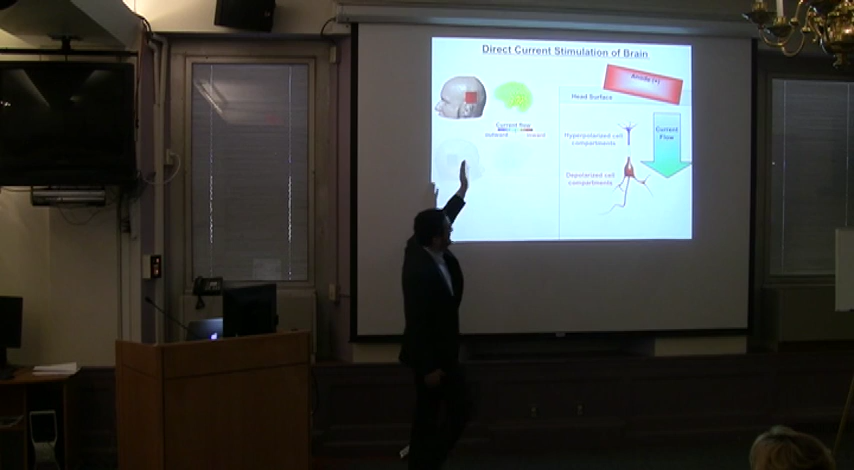 Direct Current Stimulation of Brain
Anode (+)
Head Surface
Current flow
outward inward
Hyperpolarized cell
compartments
Current
Flow
Depolarized cell
compartments